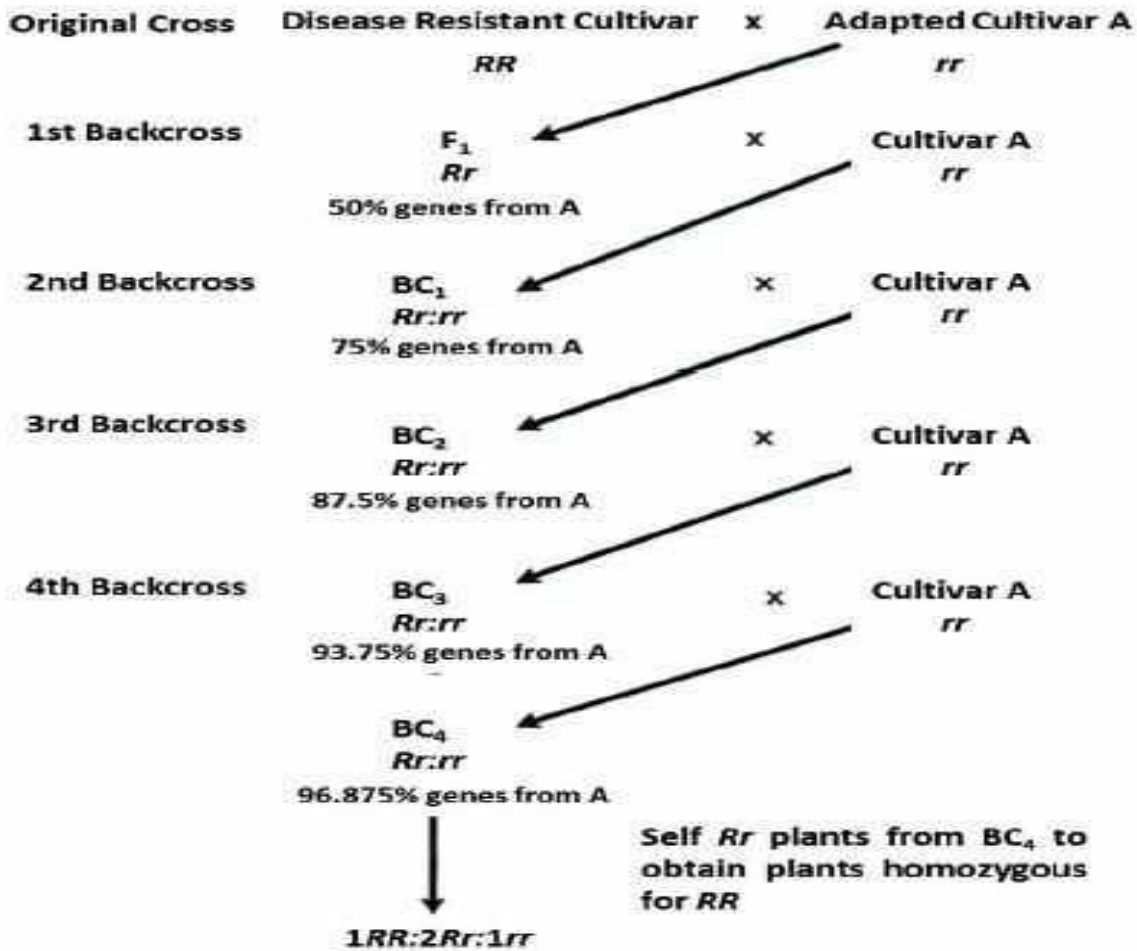 Original Cross Disease Resistant Cultivar x Adapted Cultivar A
RR rr
1st Backcross F₁ x Cultivar A
Rr rr
50% genes from A
2nd Backcross BC₁ x Cultivar A
Rr:rr rr
75% genes from A
3rd Backcross BC₂ x Cultivar A
Rr:rr rr
87.5% genes from A
4th Backcross BC₃ x Cultivar A
Rr:rr rr
93.75% genes from A
BC₄
Rr:rr
96.875% genes from A
Self Rr plants from BC₄ to
obtain plants homozygous
for RR
1RR:2Rr:1rr